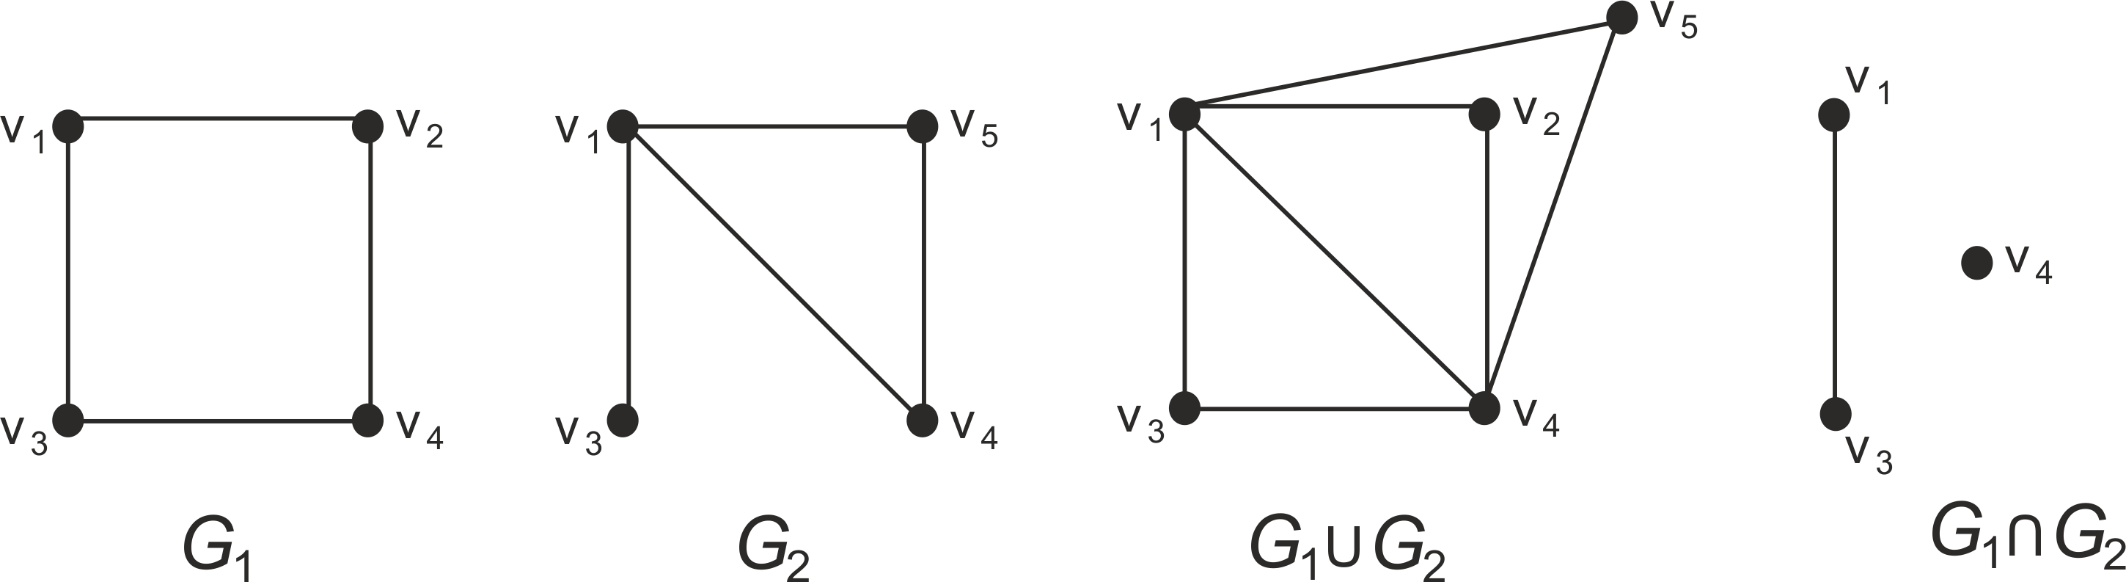 v1 v2
v3 v4
G1
v1 v5
v3 v4
G2
v5
v1 v2
v3 v4
G1∪G2
v1
v4
v3
G1∩G2